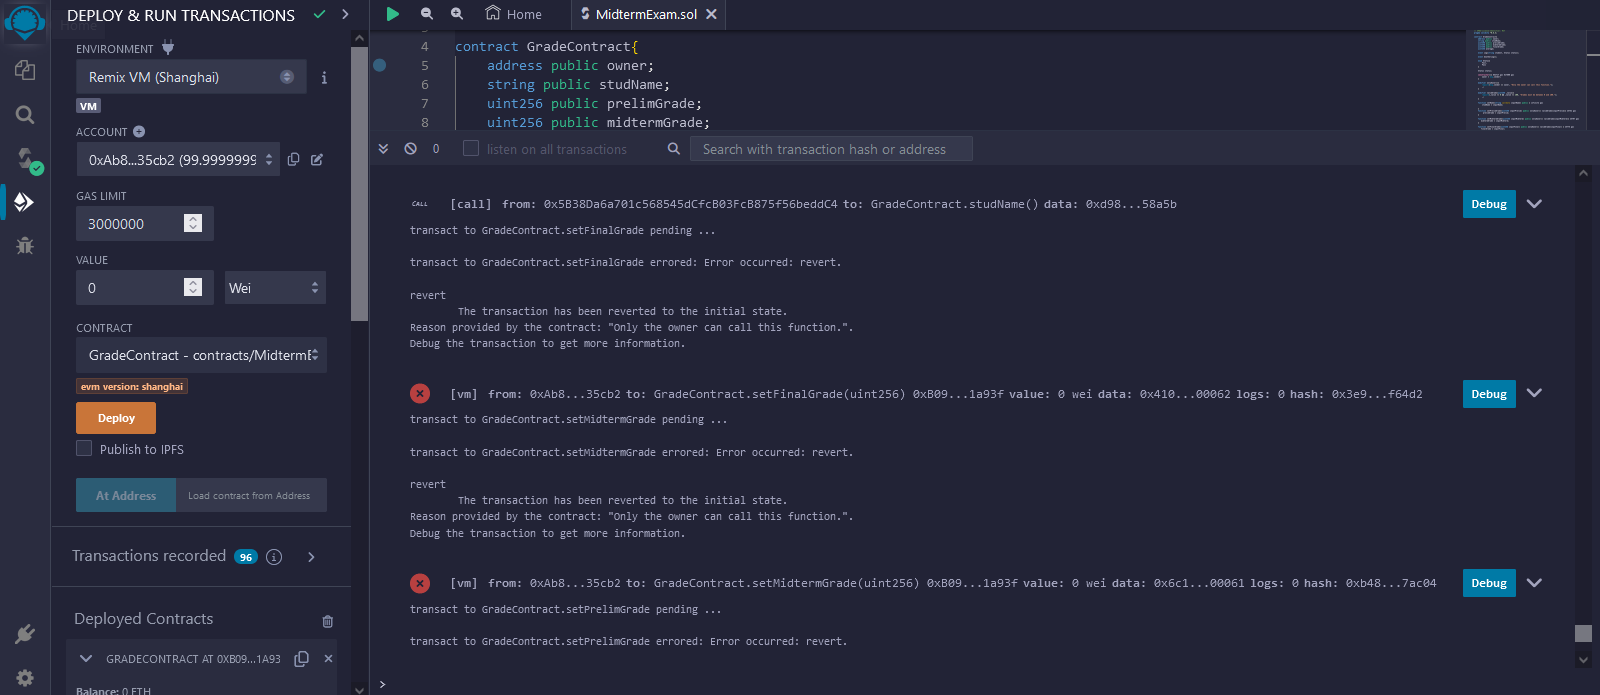 DEPLOY & RUN TRANSACTIONS
ENVIRONMENT
Remix VM (Shanghai)
VM
ACCOUNT
0xAb8...35cb2 (99.9999999
GAS LIMIT
3000000
VALUE
0
Wei
CONTRACT
GradeContract - contracts/MidtermE
evm version: shanghai
Deploy
Publish to IPFS
At Address
Load contract from Address
Transactions recorded 96
Deployed Contracts
GRADECONTRACT AT 0XB09...1A93
Balance: 0 ETH
Home
MidtermExam.sol
4 contract GradeContract{
5 address public owner;
6 string public studName;
7 uint256 public prelimGrade;
8 uint256 public midtermGrade;
0
listen on all transactions
Search with transaction hash or address
CALL [call] from: 0x5B38Da6a701c568545dCfcB03FcB875f56beddC4 to: GradeContract.studName() data: 0xd98...58a5b
Debug
transact to GradeContract.setFinalGrade pending ...
transact to GradeContract.setFinalGrade errored: Error occurred: revert.
revert
The transaction has been reverted to the initial state.
Reason provided by the contract: "Only the owner can call this function.".
Debug the transaction to get more information.
[vm] from: 0xAb8...35cb2 to: GradeContract.setFinalGrade(uint256) 0xB09...1a93f value: 0 wei data: 0x410...00062 logs: 0 hash: 0x3e9...f64d2
Debug
transact to GradeContract.setMidtermGrade pending ...
transact to GradeContract.setMidtermGrade errored: Error occurred: revert.
revert
The transaction has been reverted to the initial state.
Reason provided by the contract: "Only the owner can call this function.".
Debug the transaction to get more information.
[vm] from: 0xAb8...35cb2 to: GradeContract.setMidtermGrade(uint256) 0xB09...1a93f value: 0 wei data: 0x6c1...00061 logs: 0 hash: 0xb48...7ac04
Debug
transact to GradeContract.setPrelimGrade pending ...
transact to GradeContract.setPrelimGrade errored: Error occurred: revert.
>